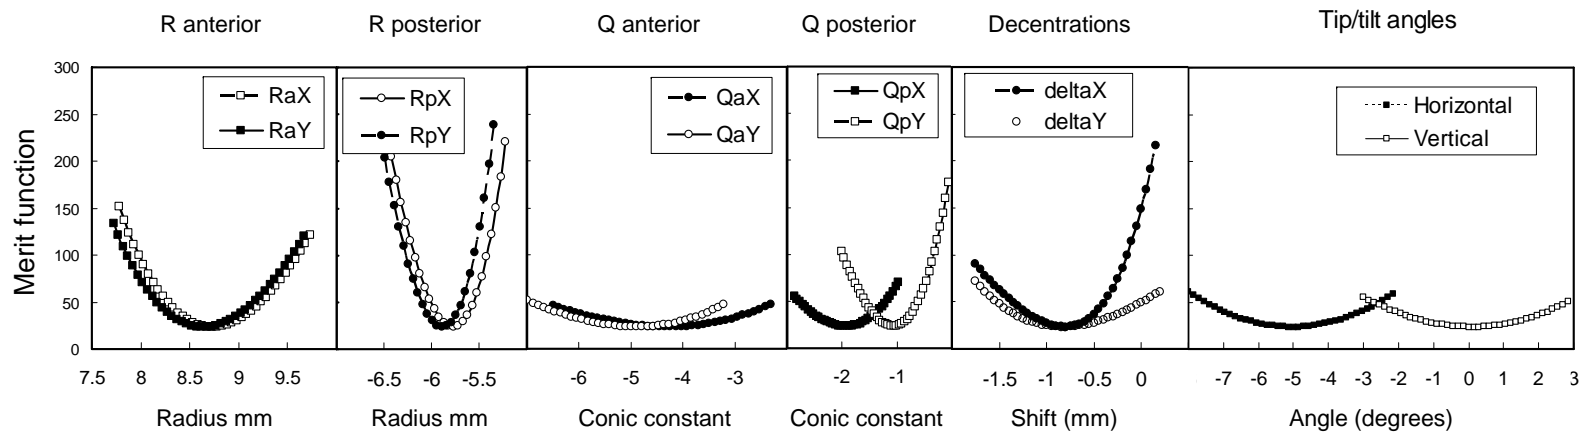 R anterior
R posterior
Q anterior
Q posterior
Decentrations
Tip/tilt angles
Merit function
300
250
200
150
100
50
0
RaX
RaY
RpX
RpY
QaX
QaY
QpX
QpY
deltaX
deltaY
Horizontal
Vertical
7.5 8 8.5 9 9.5
-6.5 -6 -5.5
-6 -5 -4 -3
-2 -1
-1.5 -1 -0.5 0
-7 -6 -5 -4 -3 -2 -1 0 1 2 3
Radius mm
Radius mm
Conic constant
Conic constant
Shift (mm)
Angle (degrees)